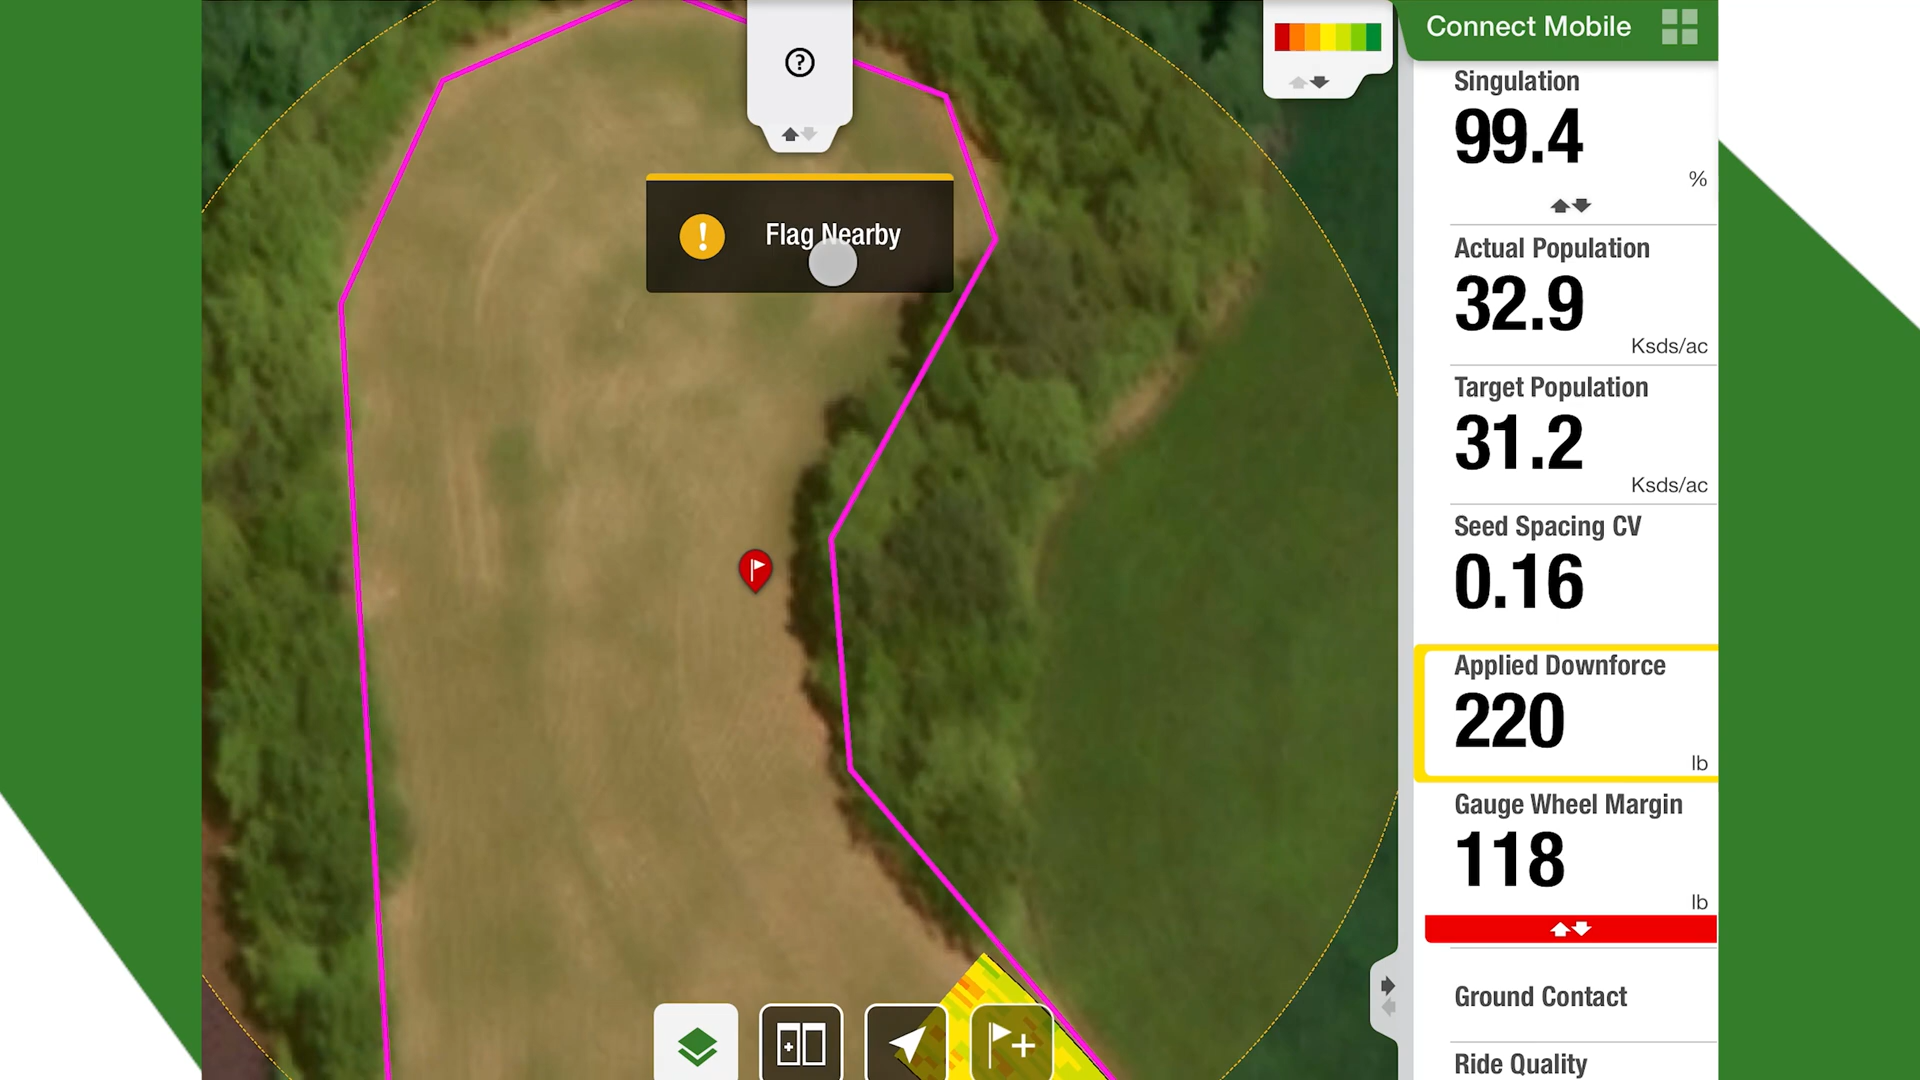 Connect Mobile
Flag Nearby
Singulation
99.4
%
Actual Population
32.9
Ksds/ac
Target Population
31.2
Ksds/ac
Seed Spacing CV
0.16
Applied Downforce
220
lb
Gauge Wheel Margin
118
lb
Ground Contact
Ride Quality